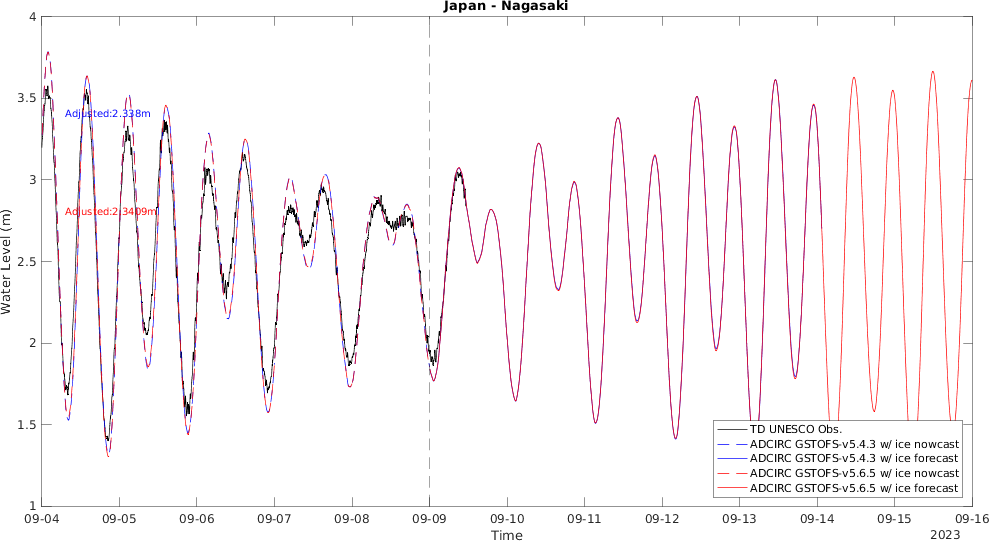 Japan - Nagasaki
4
3.5
3
2.5
2
1.5
1
Water Level (m)
Adjusted:2.338m
Adjusted:2.3409m
TD UNESCO Obs.
ADCIRC GSTOFS-v5.4.3 w/ ice nowcast
ADCIRC GSTOFS-v5.4.3 w/ ice forecast
ADCIRC GSTOFS-v5.6.5 w/ ice nowcast
ADCIRC GSTOFS-v5.6.5 w/ ice forecast
09-04 09-05 09-06 09-07 09-08 09-09 09-10 09-11 09-12 09-13 09-14 09-15 09-16
Time
2023